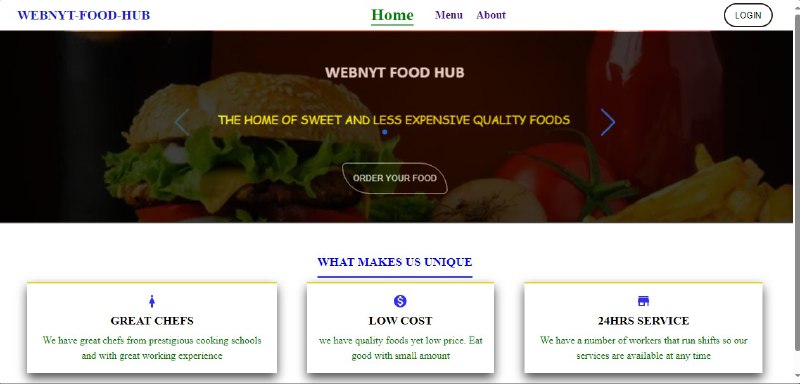 WEBNYT-FOOD-HUB
Home Menu About
LOGIN
WEBNYT FOOD HUB
THE HOME OF SWEET AND LESS EXPENSIVE QUALITY FOODS
ORDER YOUR FOOD
WHAT MAKES US UNIQUE
GREAT CHEFS
We have great chefs from prestigious cooking schools
and with great working experience
LOW COST
we have quality foods yet low price. Eat
good with small amount
24HRS SERVICE
We have a number of workers that run shifts so our
services are available at any time